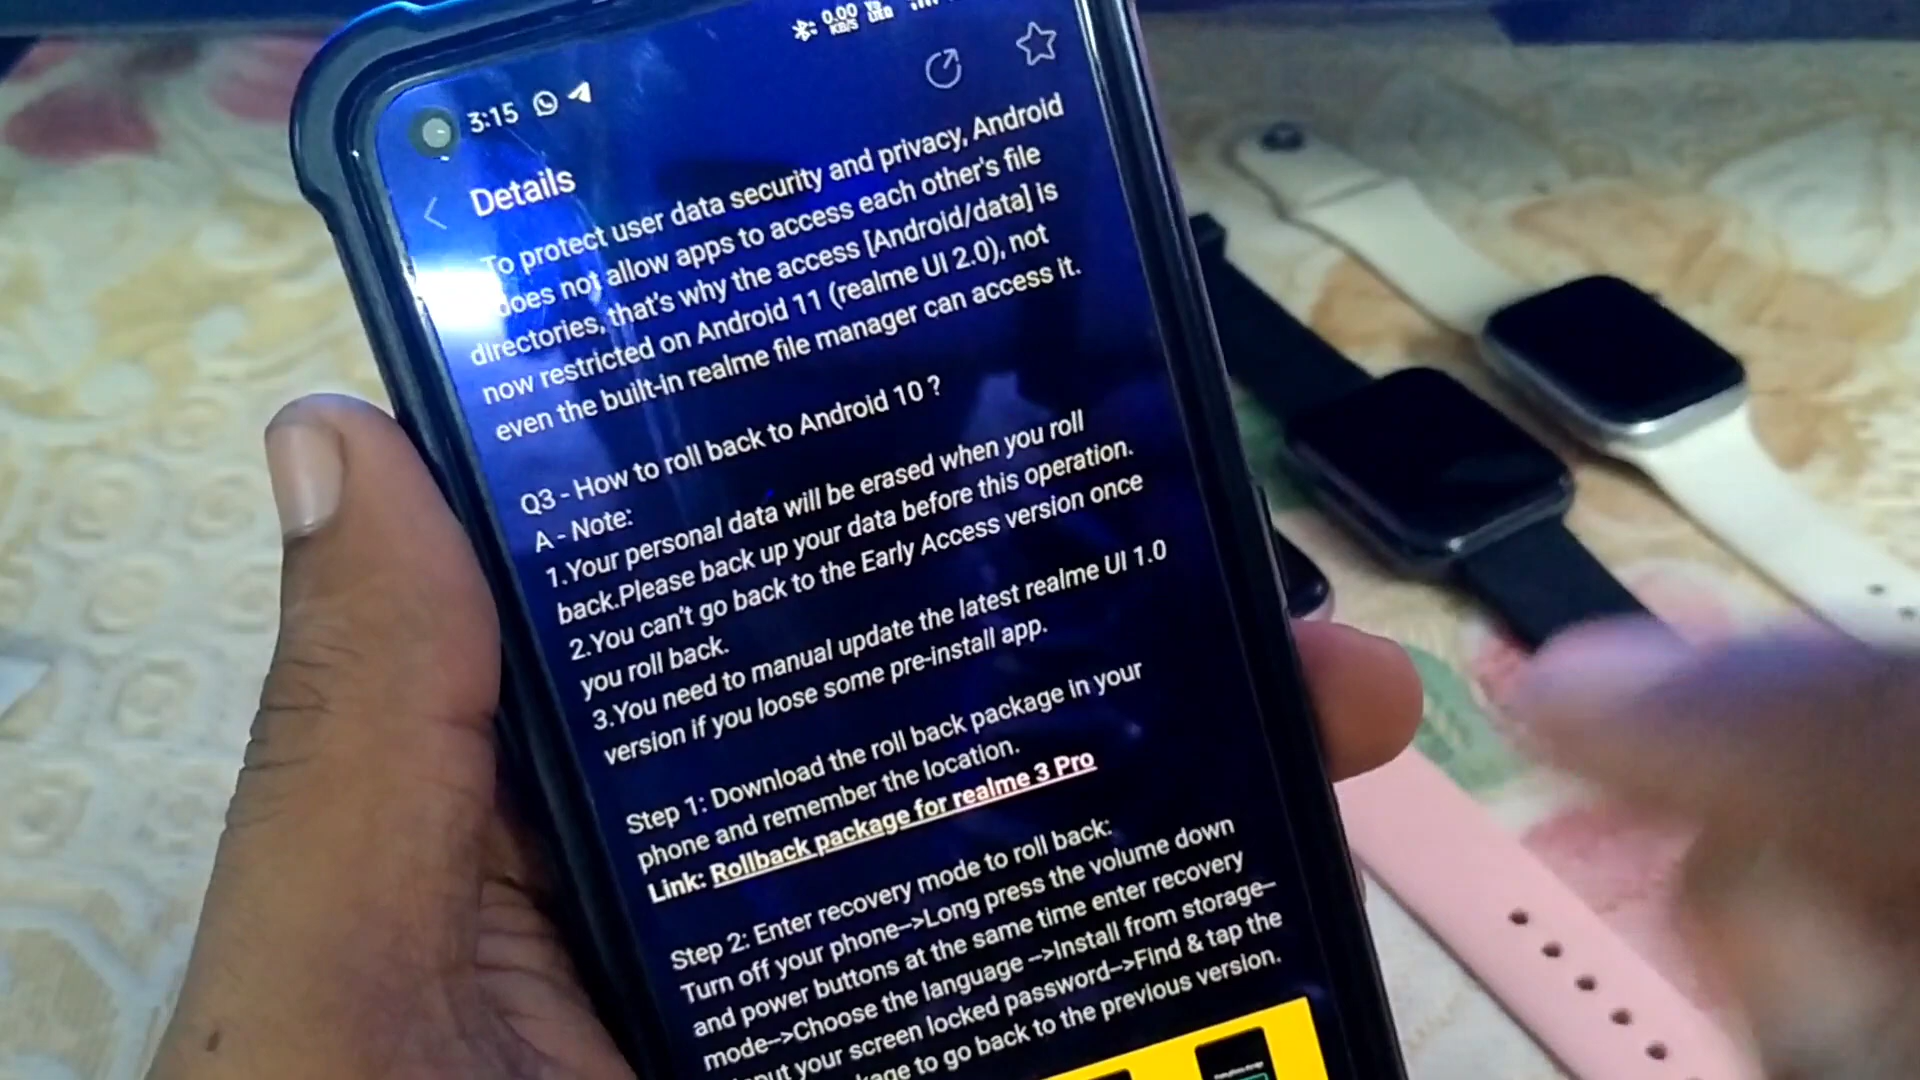 0.00
KB/S
3:15
Details
To protect user data security and privacy, Android
does not allow apps to access each other's file
directories, that's why the access [Android/data] is
now restricted on Android 11 (realme UI 2.0), not
even the built-in realme file manager can access it.
Q3 - How to roll back to Android 10 ?
A - Note:
1.Your personal data will be erased when you roll
back.Please back up your data before this operation.
2.You can't go back to the Early Access version once
you roll back.
3.You need to manual update the latest realme UI 1.0
version if you loose some pre-install app.
Step 1: Download the roll back package in your
phone and remember the location.
Link: Rollback package for realme 3 Pro
Step 2: Enter recovery mode to roll back:
Turn off your phone-->Long press the volume down
and power buttons at the same time enter recovery
mode-->Choose the language -->Install from storage--
your screen locked password-->Find & tap the
to go back to the previous version.